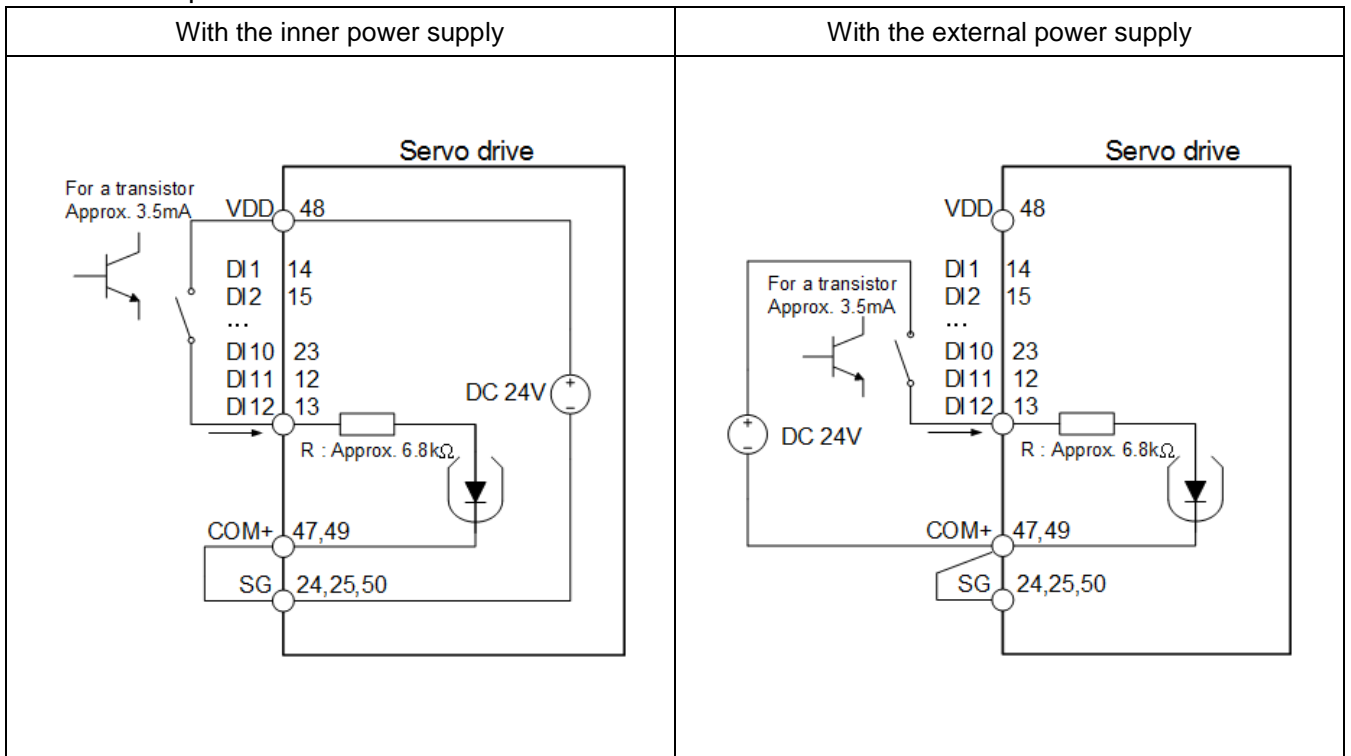 With the inner power supply
With the external power supply
Servo drive
For a transistor
Approx. 3.5mA
VDD 48
DI1 14
DI2 15
...
DI10 23
DI11 12
DI12 13
DC 24V
+
−
R : Approx. 6.8kΩ
COM+ 47,49
SG 24,25,50
Servo drive
VDD 48
For a transistor
Approx. 3.5mA
DI1 14
DI2 15
...
DI10 23
DI11 12
DI12 13
+
−
DC 24V
R : Approx. 6.8kΩ
COM+ 47,49
SG 24,25,50